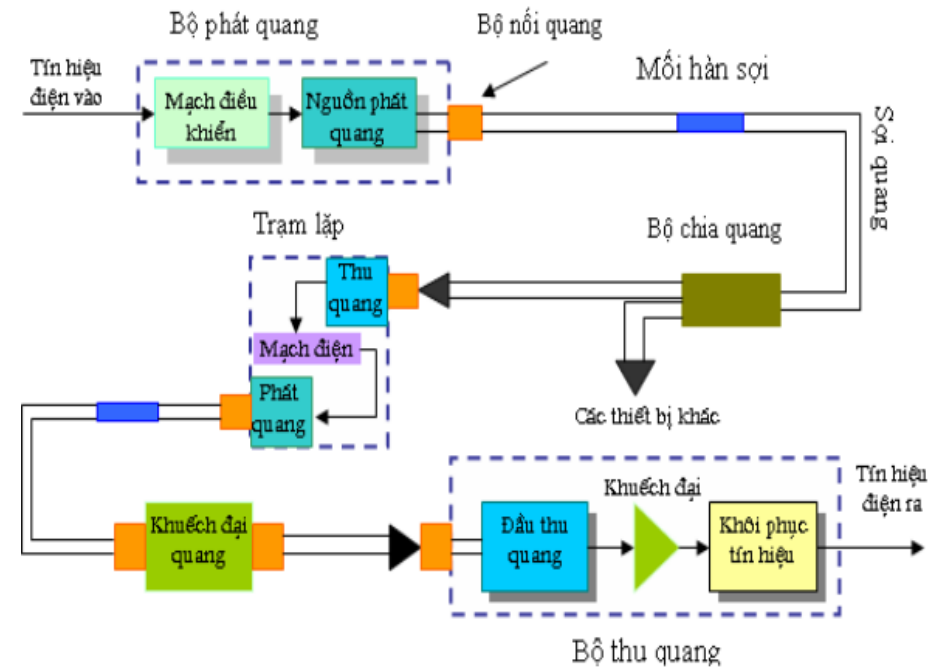 Bộ phát quang
Bộ nối quang
Tín hiệu
điện vào
Mạch điều
khiển
Nguồn phát
quang
Mối hàn sợi
Sợi quang
Trạm lặp
Bộ chia quang
Thu
quang
Mạch điện
Phát
quang
Các thiết bị khác
Khuếch đại
quang
Đầu thu
quang
Khuếch đại
Khôi phục
tín hiệu
Tín hiệu
điện ra
Bộ thu quang